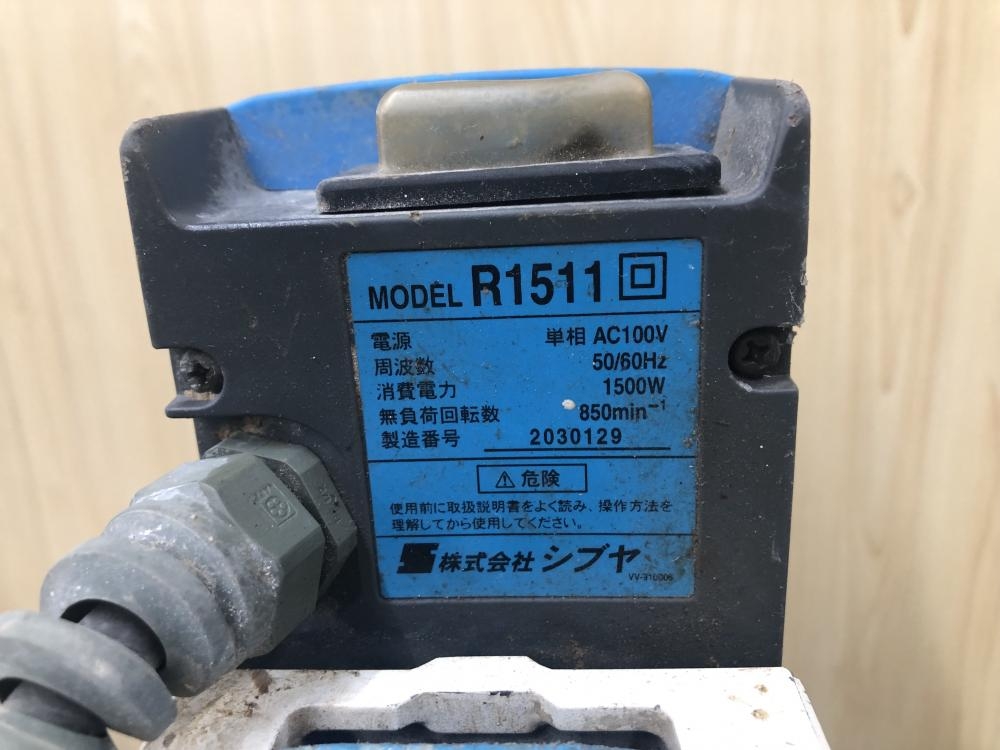 MODEL R1511
電源 単相 AC100V
周波数 50/60Hz
消費電力 1500W
無負荷回転数 850min⁻¹
製造番号 2030129
⚠危険
使用前に取扱説明書をよく読み、操作方法を
理解してから使用してください。
株式会社 シブヤ